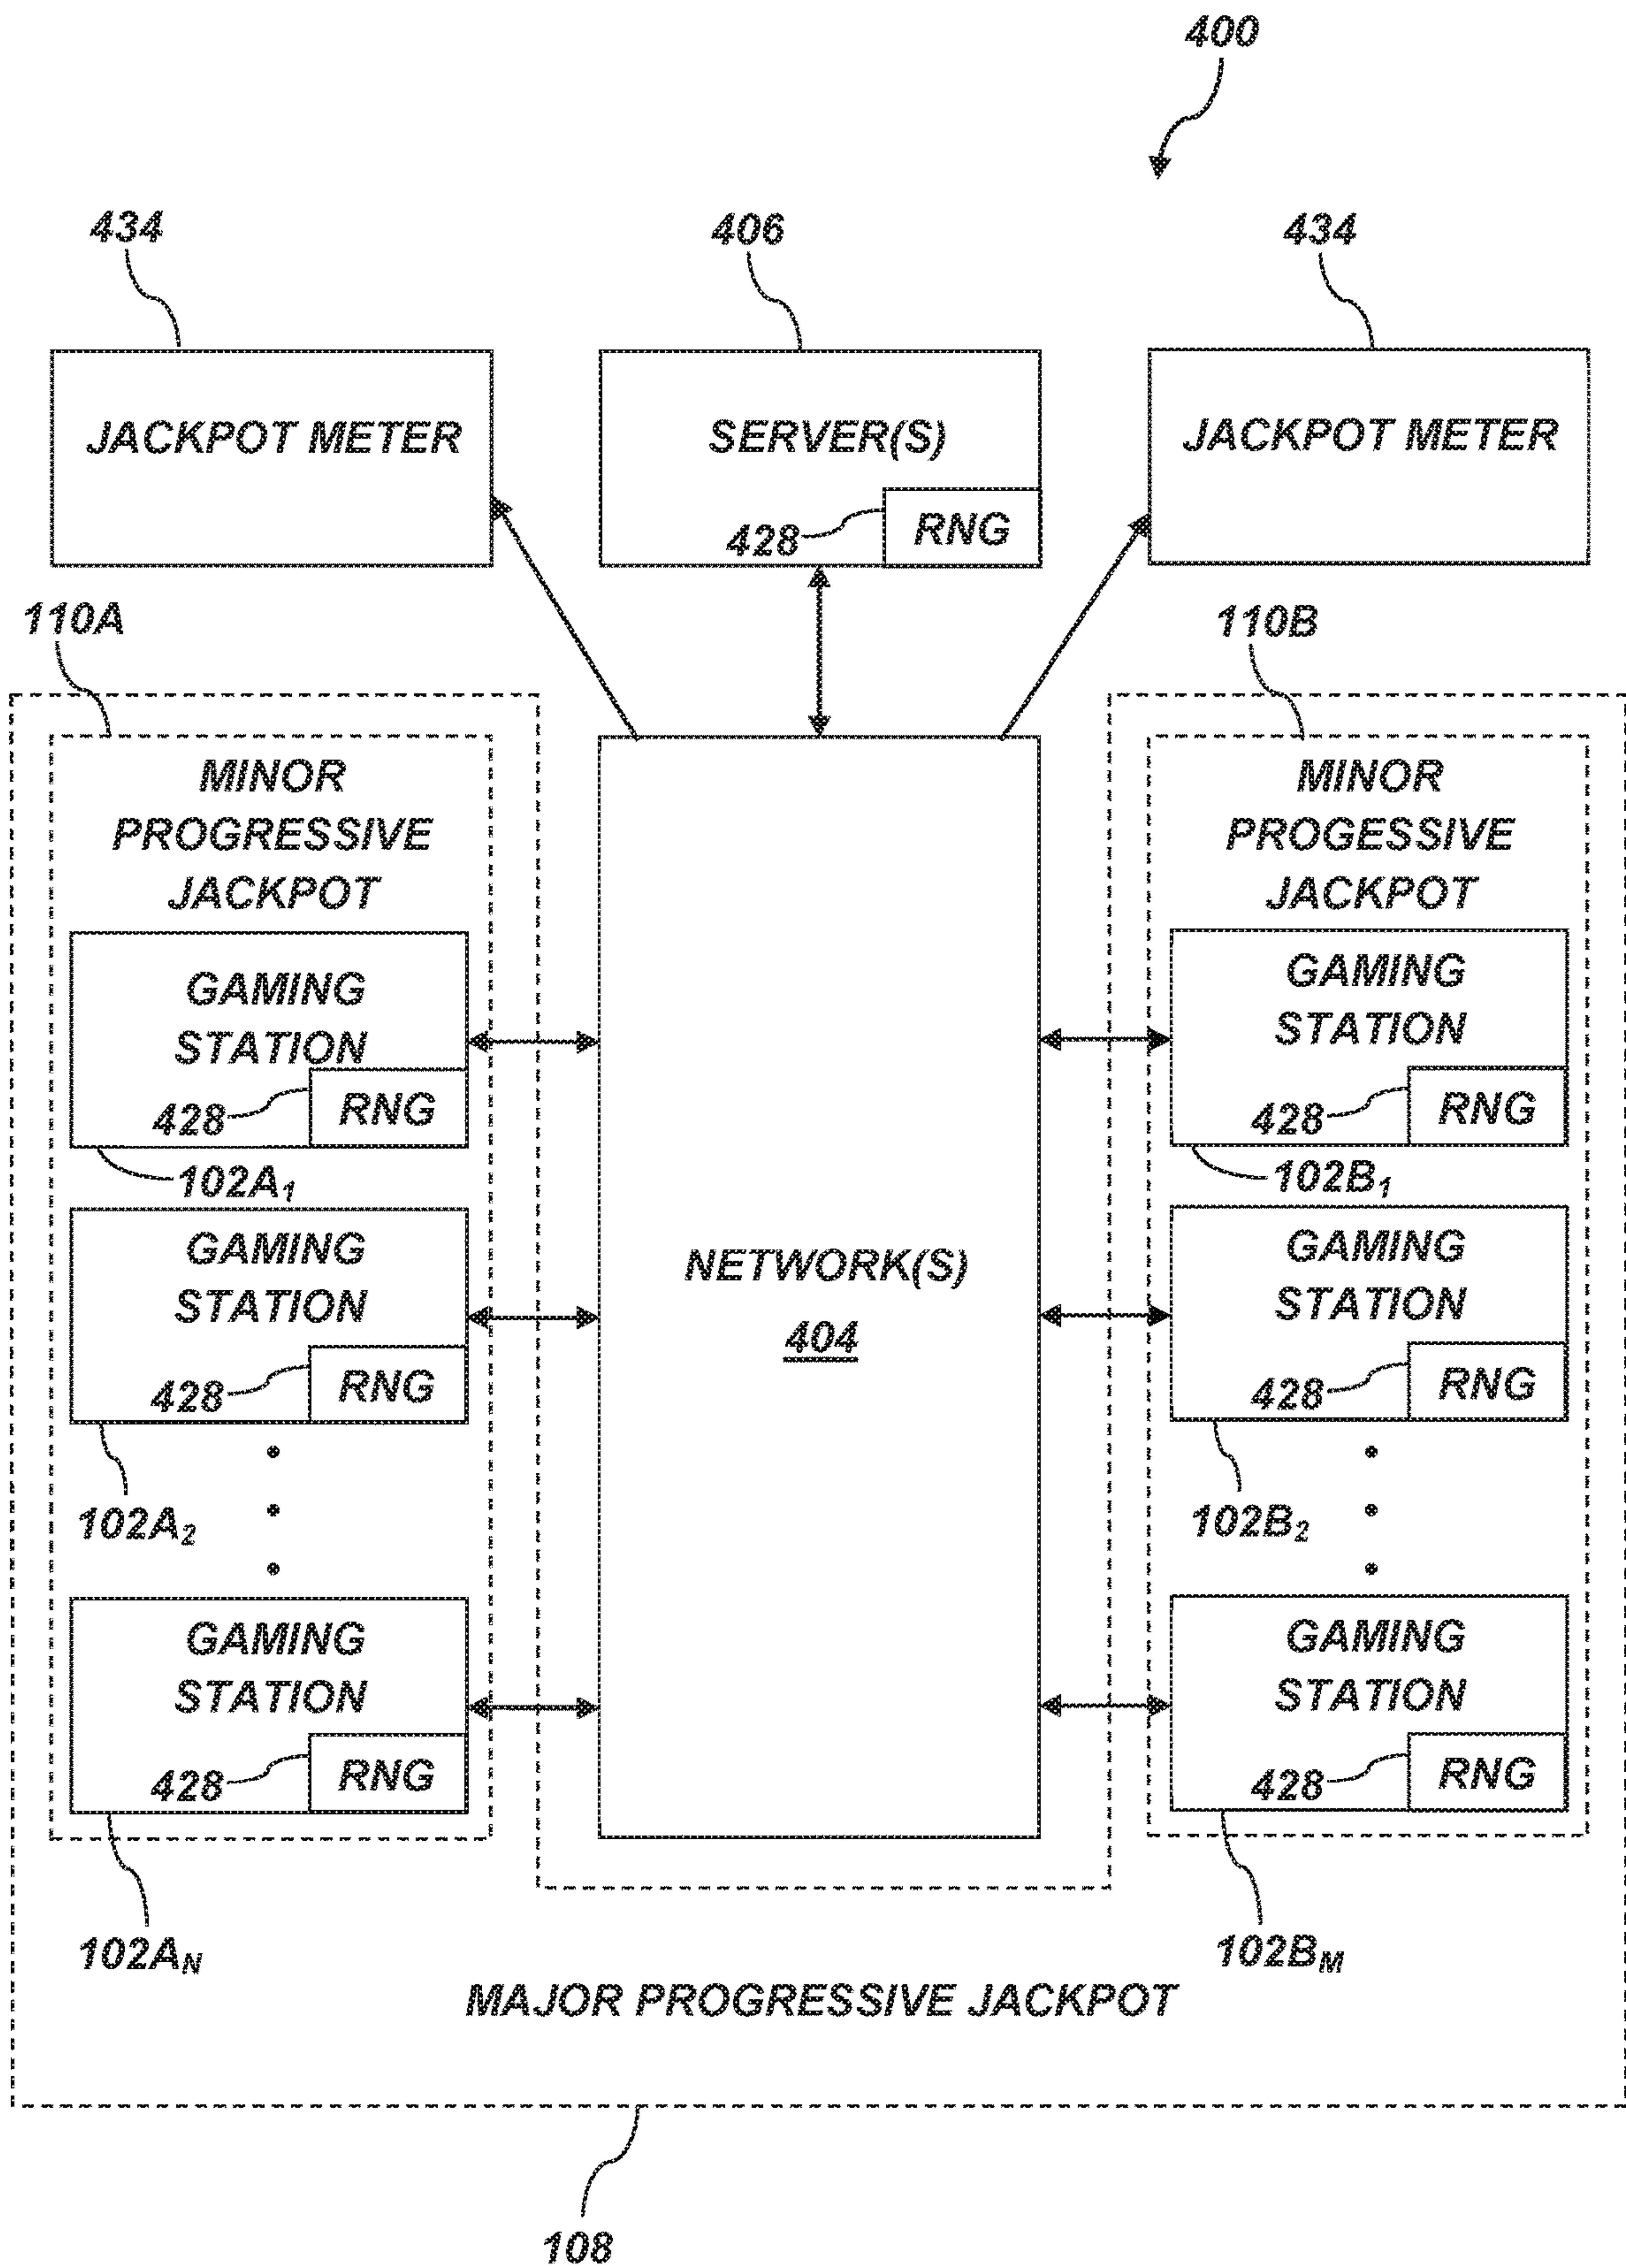 400
434
406
434
JACKPOT METER
SERVER(S)
428
RNG
JACKPOT METER
110A
110B
MINOR
PROGRESSIVE
JACKPOT
GAMING
STATION
428
RNG
102A1
GAMING
STATION
428
RNG
102A2
GAMING
STATION
428
RNG
102AN
NETWORK(S)
404
MINOR
PROGESSIVE
JACKPOT
GAMING
STATION
428
RNG
102B1
GAMING
STATION
428
RNG
102B2
GAMING
STATION
428
RNG
102BM
MAJOR PROGRESSIVE JACKPOT
108